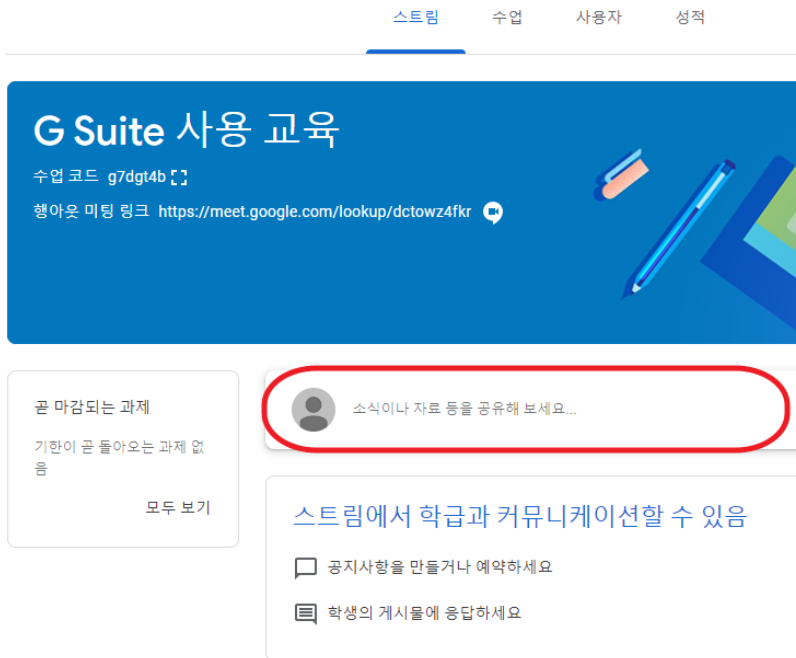 스트림 수업 사용자 성적
G Suite 사용 교육
수업 코드 g7dgt4b
행아웃 미팅 링크 https://meet.google.com/lookup/dctowz4fkr
곧 마감되는 과제
기한이 곧 돌아오는 과제 없
음
모두 보기
소식이나 자료 등을 공유해 보세요...
스트림에서 학급과 커뮤니케이션할 수 있음
공지사항을 만들거나 예약하세요
학생의 게시물에 응답하세요